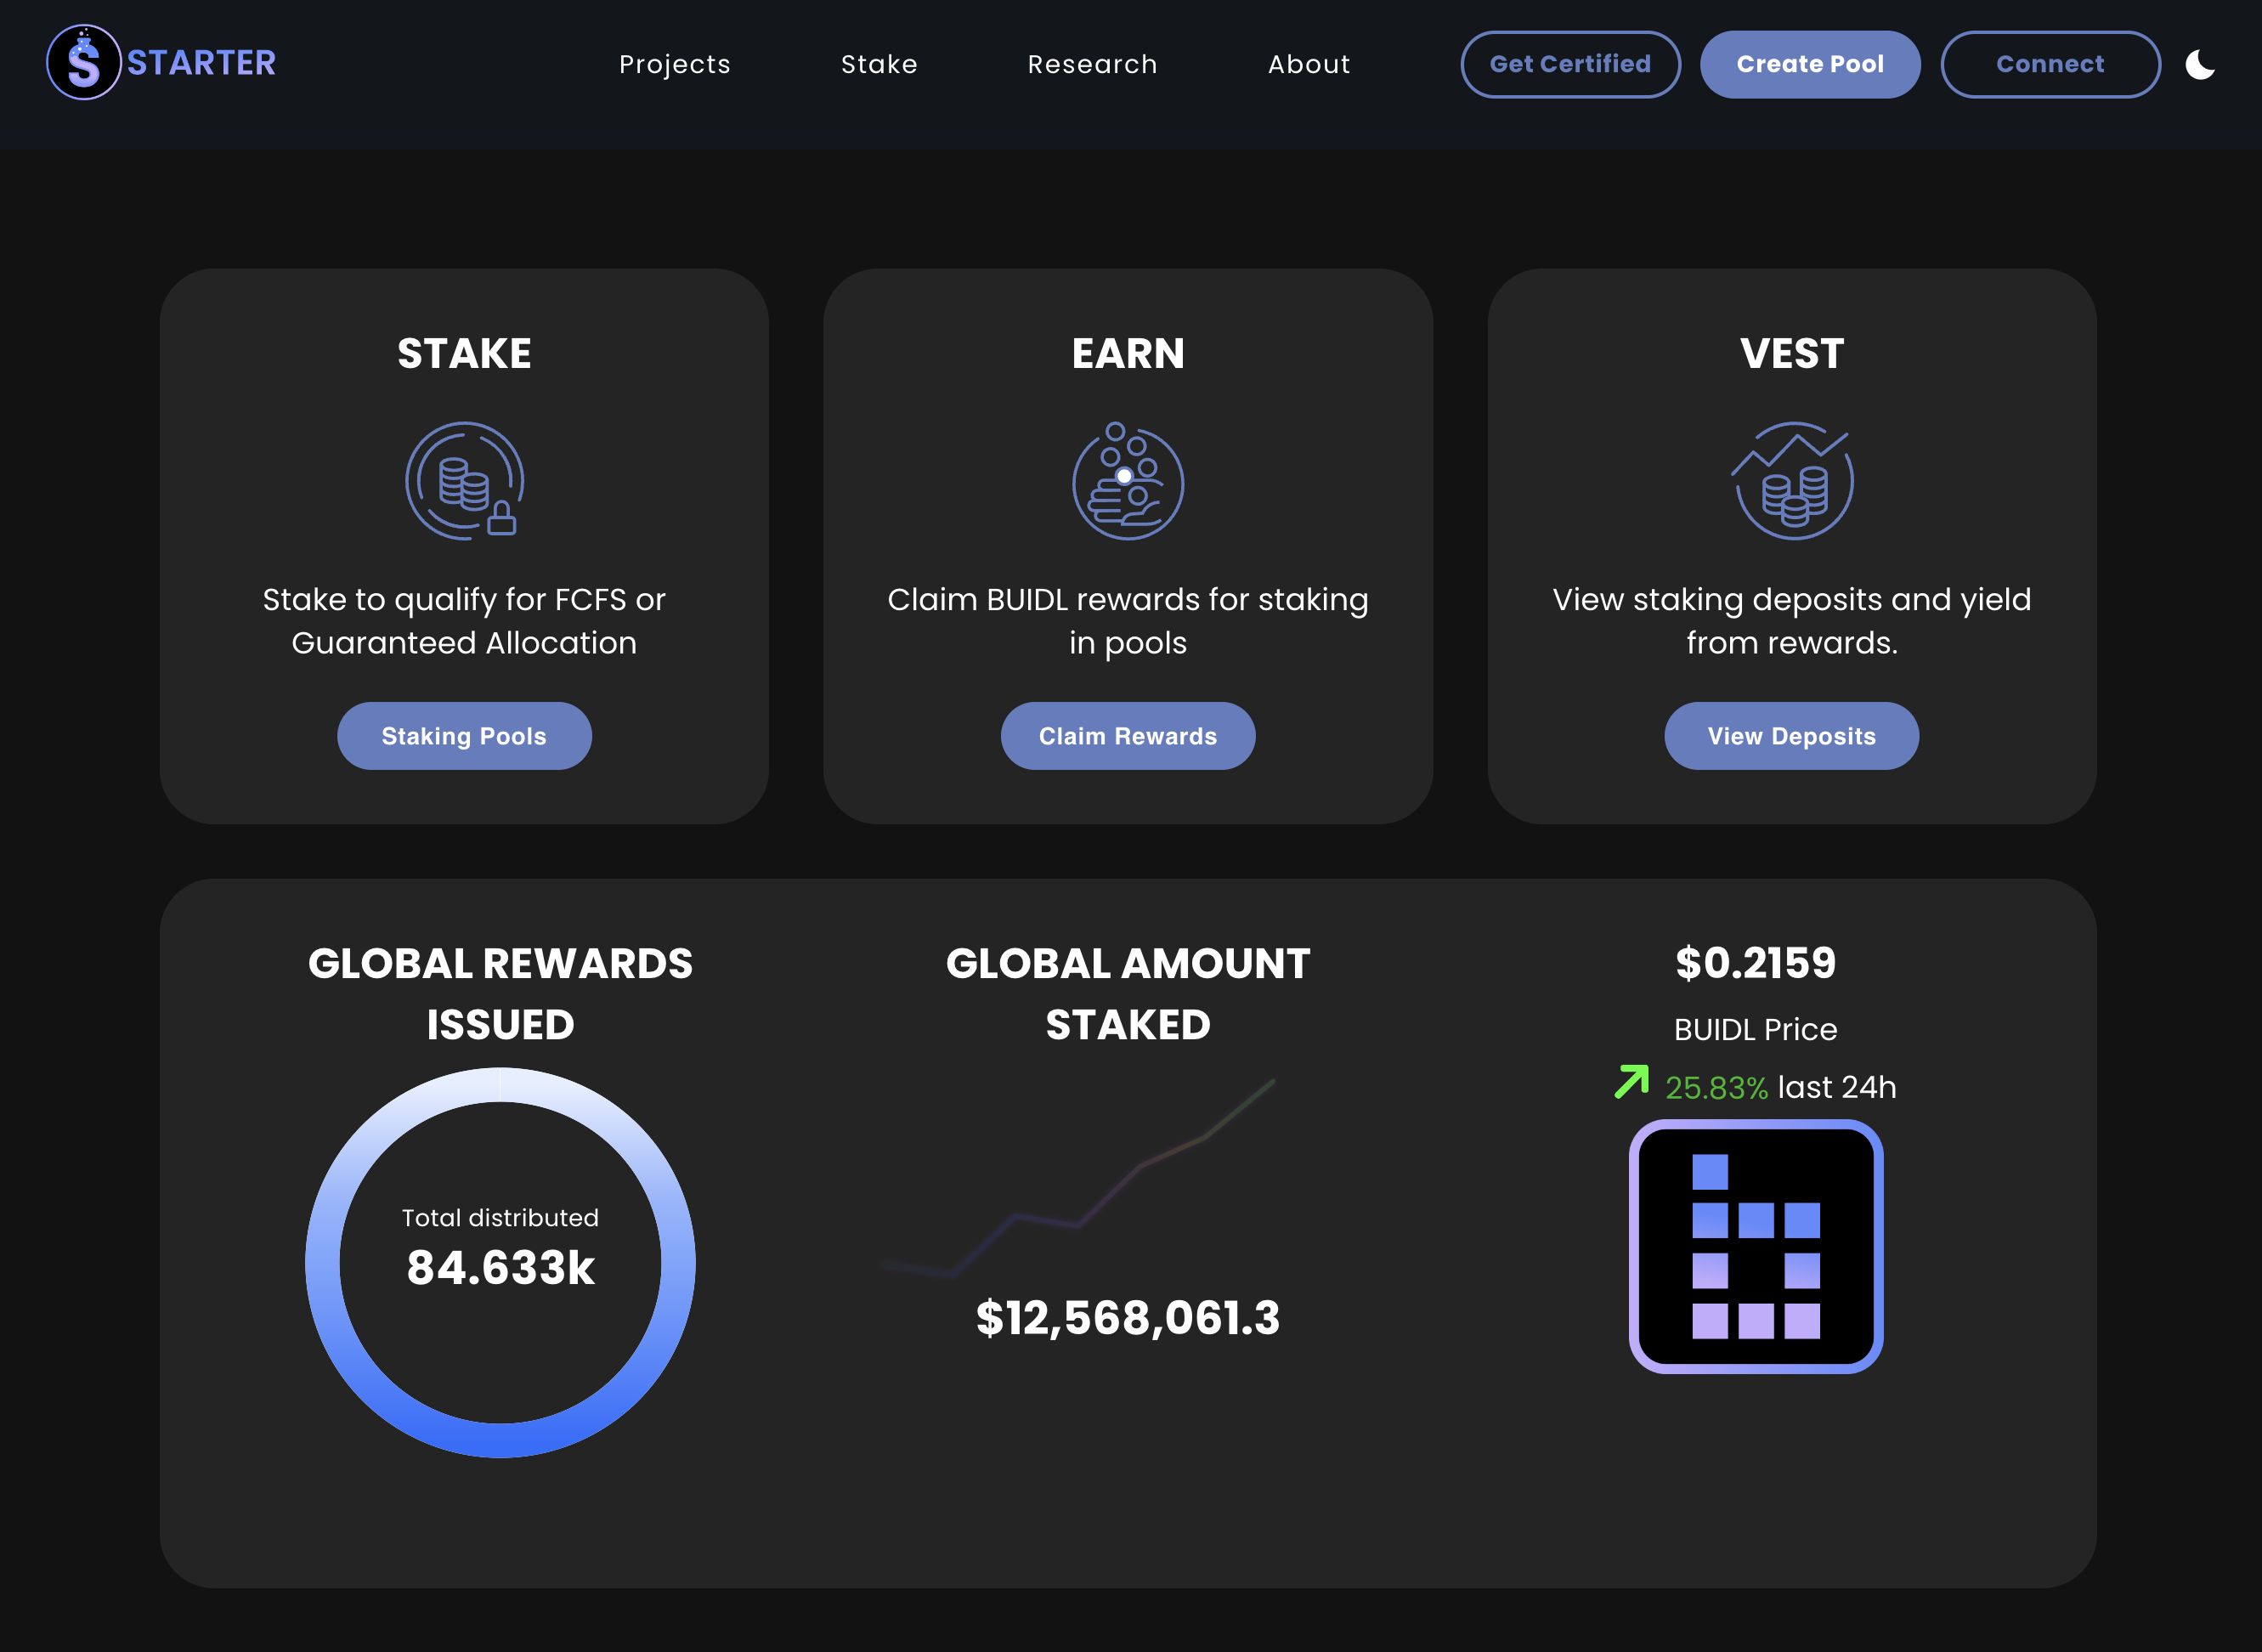 STARTER
Projects
Stake
Research
About
Get Certified
Create Pool
Connect
STAKE
Stake to qualify for FCFS or
Guaranteed Allocation
Staking Pools
EARN
Claim BUIDL rewards for staking
in pools
Claim Rewards
VEST
View staking deposits and yield
from rewards.
View Deposits
GLOBAL REWARDS
ISSUED
Total distributed
84.633k
GLOBAL AMOUNT
STAKED
$12,568,061.3
$0.2159
BUIDL Price
25.83% last 24h